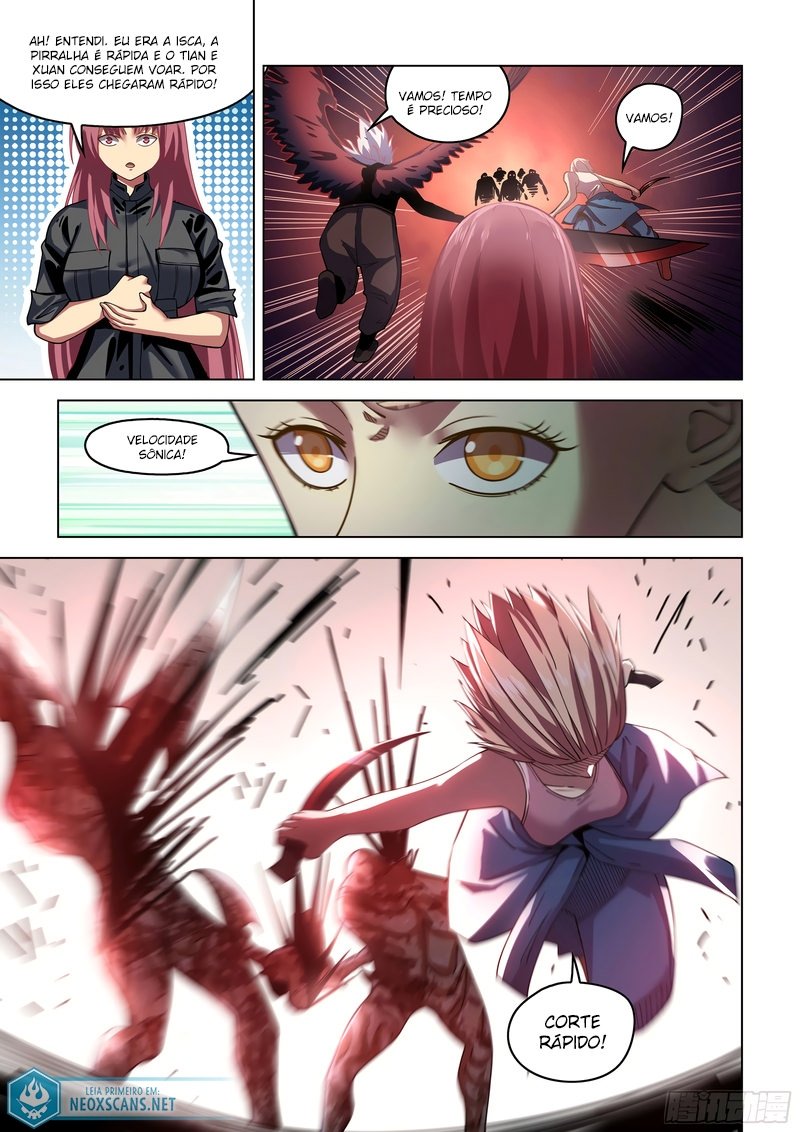 AH! ENTENDI. EU ERA A ISCA, A
PIRRALHA É RÁPIDA E O TIAN E
XUAN CONSEGUEM VOAR. POR
ISSO ELES CHEGARAM RÁPIDO!
VAMOS! TEMPO
É PRECIOSO!
VAMOS!
VELOCIDADE
SÔNICA!
CORTE
RÁPIDO!
LEIA PRIMEIRO EM:
NEOXSCANS.NET
腾讯动漫